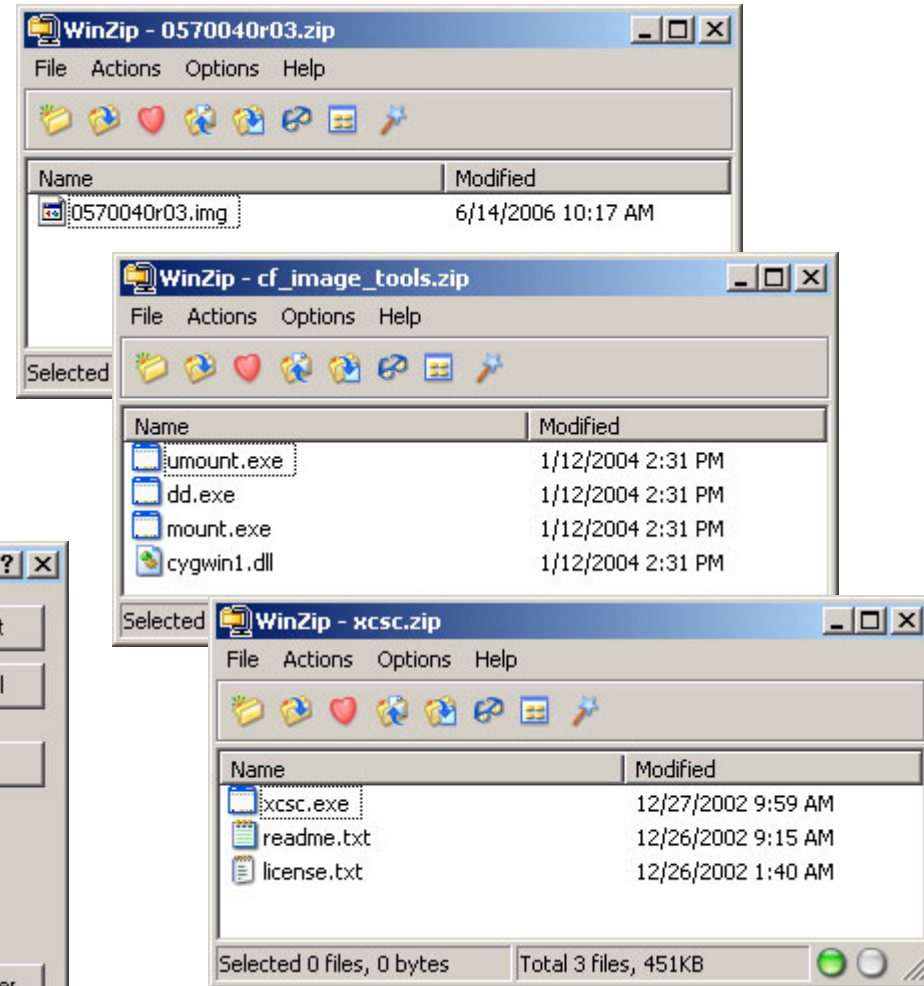 WinZip - 0570040r03.zip
File Actions Options Help
Name Modified
0570040r03.img 6/14/2006 10:17 AM
Selected
WinZip - cf_image_tools.zip
File Actions Options Help
Name Modified
umount.exe 1/12/2004 2:31 PM
dd.exe 1/12/2004 2:31 PM
mount.exe 1/12/2004 2:31 PM
cygwin1.dll 1/12/2004 2:31 PM
Selected
WinZip - xcsc.zip
File Actions Options Help
Name Modified
xcsc.exe 12/27/2002 9:59 AM
readme.txt 12/26/2002 9:15 AM
license.txt 12/26/2002 1:40 AM
Selected 0 files, 0 bytes Total 3 files, 451KB